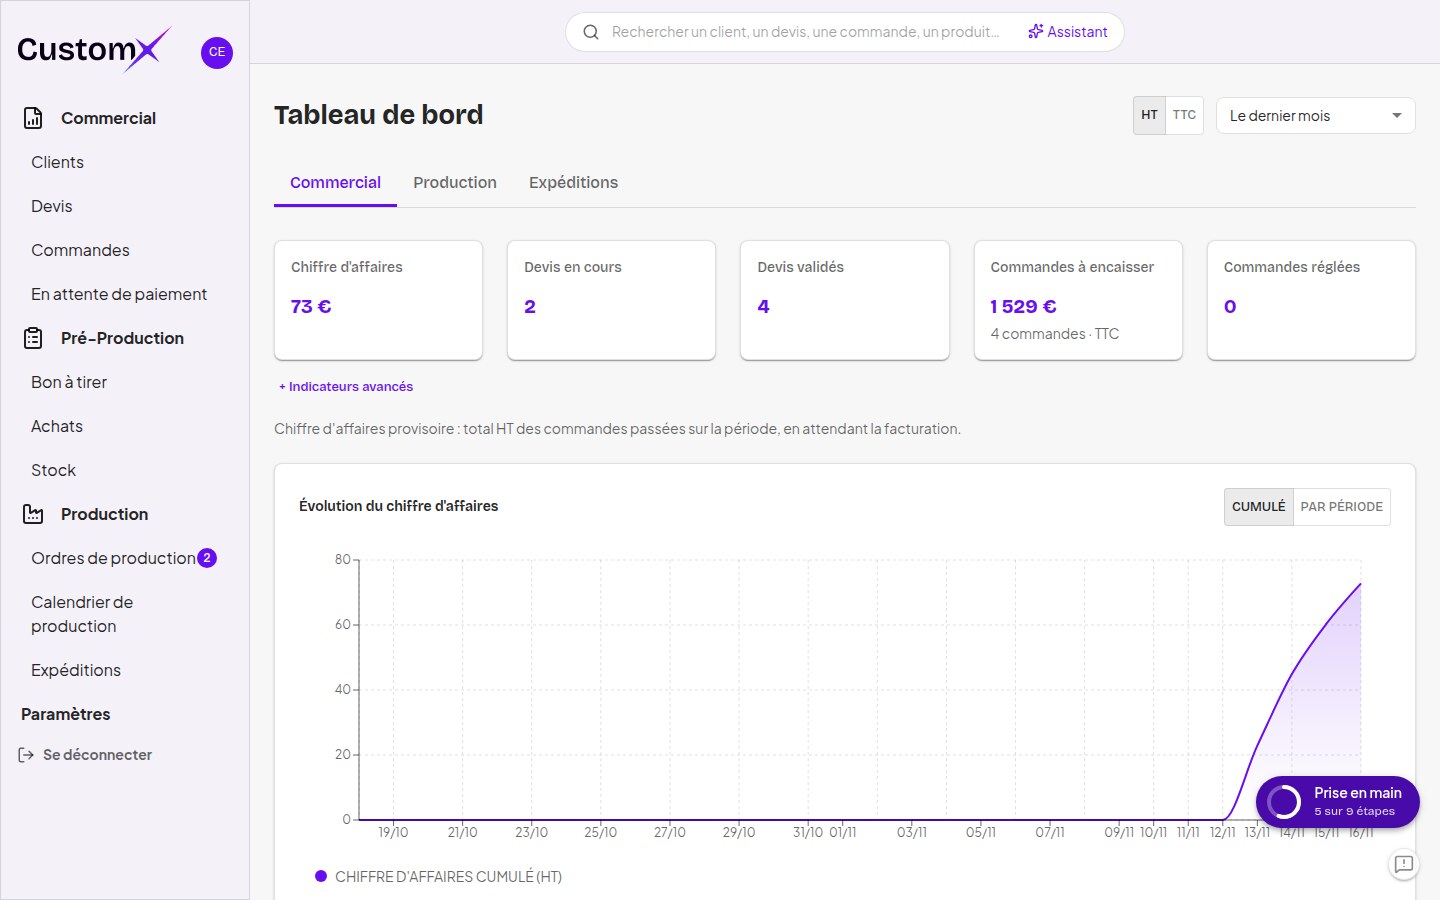 CustomX
CE
Rechercher un client, un devis, une commande, un produit...
Assistant
Commercial
Clients
Devis
Commandes
En attente de paiement
Pré-Production
Bon à tirer
Achats
Stock
Production
Ordres de production 2
Calendrier de
production
Expéditions
Paramètres
Se déconnecter
Tableau de bord
HT TTC
Le dernier mois
Commercial Production Expéditions
Chiffre d'affaires
73 €
Devis en cours
2
Devis validés
4
Commandes à encaisser
1 529 €
4 commandes · TTC
Commandes réglées
0
+ Indicateurs avancés
Chiffre d'affaires provisoire : total HT des commandes passées sur la période, en attendant la facturation.
Évolution du chiffre d'affaires
CUMULÉ PAR PÉRIODE
80
60
40
20
0
19/10 21/10 23/10 25/10 27/10 29/10 31/10 01/11 03/11 05/11 07/11 09/11 10/11 11/11 12/11 13/11 14/11 15/11 16/11
CHIFFRE D'AFFAIRES CUMULÉ (HT)
Prise en main
5 sur 9 étapes